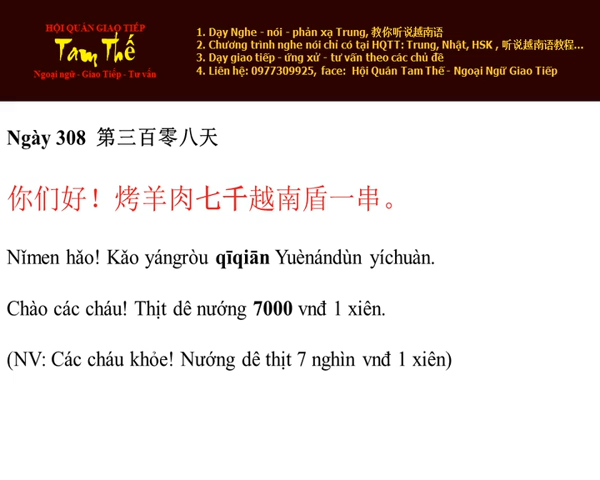 HỘI QUÁN GIAO TIẾP
Tam Thế
Ngoại ngữ - Giao Tiếp - Tư vấn
1. Dạy Nghe - nói - phản xạ Trung, 教你听说越南语
2. Chương trình nghe nói chỉ có tại HQTT: Trung, Nhật, HSK , 听说越南语教程...
3. Dạy giao tiếp - ứng xử - tư vấn theo các chủ đề
4. Liên hệ: 0977309925, face: Hội Quán Tam Thế - Ngoại Ngữ Giao Tiếp
Ngày 308 第三百零八天
你们好！烤羊肉七千越南盾一串。
Nǐmen hǎo! Kǎo yángròu qīqiān Yuènándùn yíchuàn.
Chào các cháu! Thịt dê nướng 7000 vnđ 1 xiên.
(NV: Các cháu khỏe! Nướng dê thịt 7 nghìn vnđ 1 xiên)